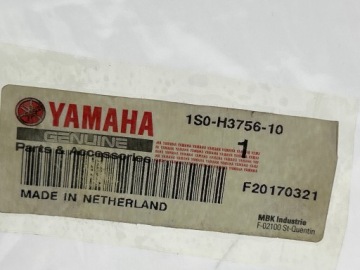 YAMAHA
1S0-H3756-10
GENUINE
Parts & Accessories
1
MADE IN NETHERLAND
F20170321
MBK Industrie
F-02100 St-Quentin